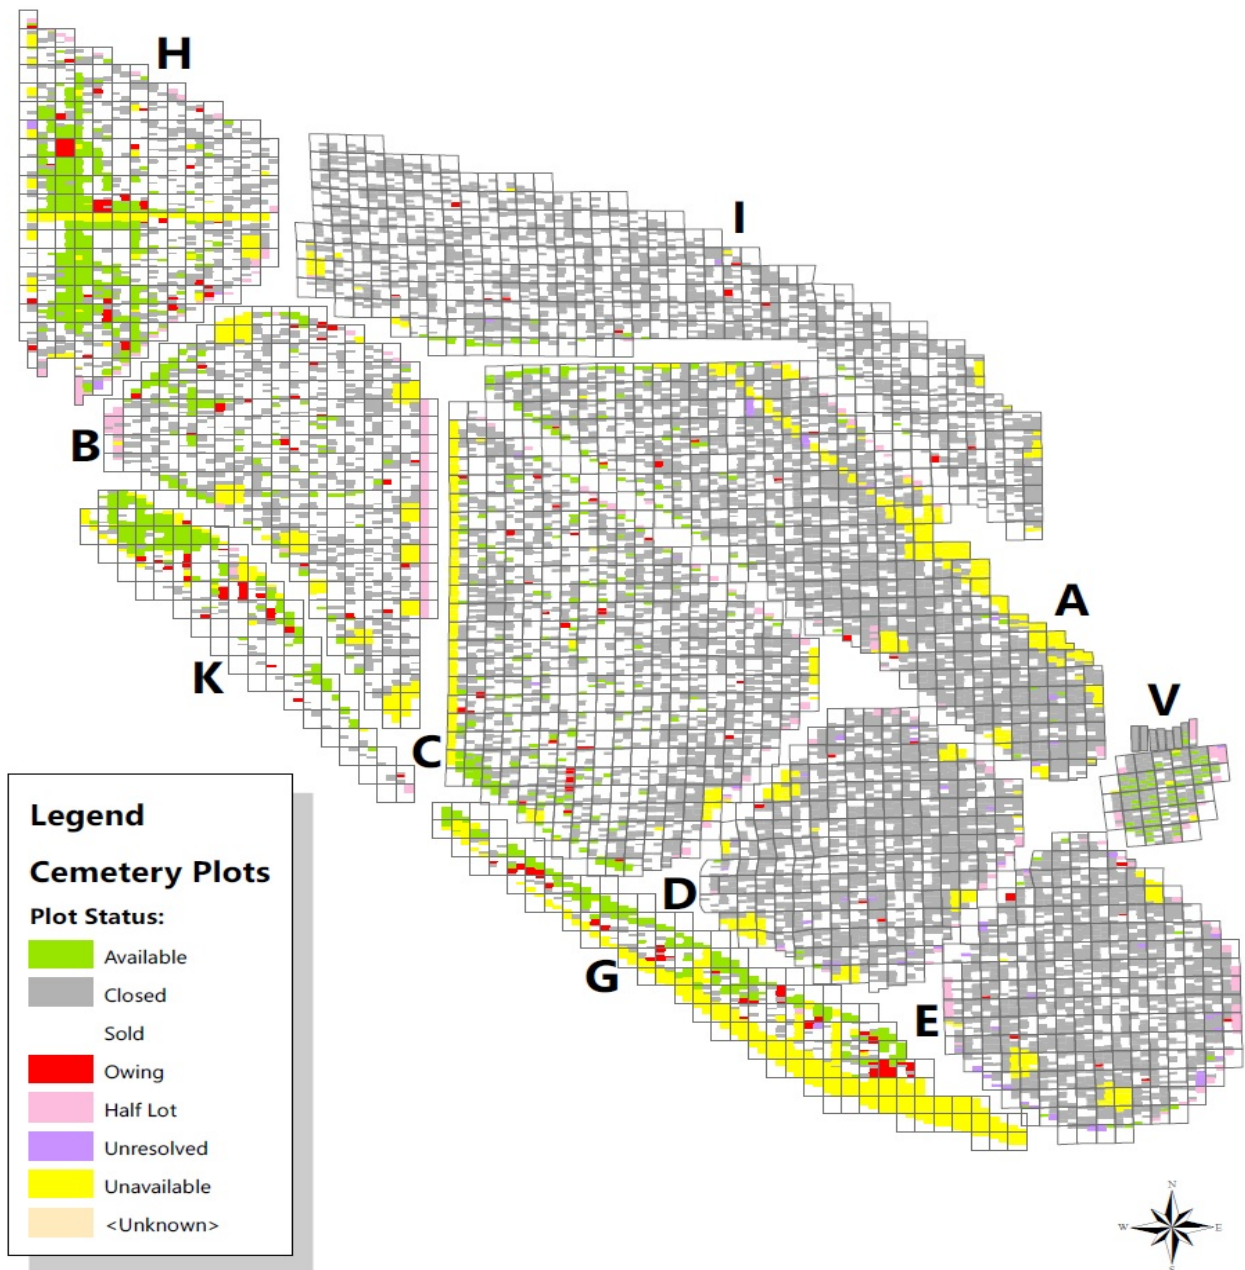 H
I
B
A
K
V
C
D
G
E
Legend
Cemetery Plots
Plot Status:
Available
Closed
Sold
Owing
Half Lot
Unresolved
Unavailable
<Unknown>
N
W E
S